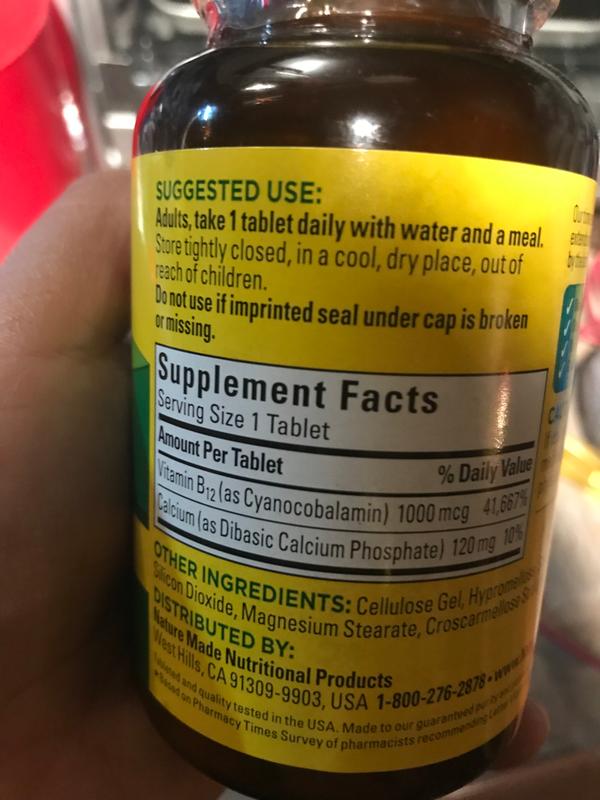 SUGGESTED USE:
Adults, take 1 tablet daily with water and a meal.
Store tightly closed, in a cool, dry place, out of
reach of children.
Do not use if imprinted seal under cap is broken
or missing.
Supplement Facts
Serving Size 1 Tablet
Amount Per Tablet % Daily Value
Vitamin B12 (as Cyanocobalamin) 1000 mcg 41,667%
Calcium (as Dibasic Calcium Phosphate) 120 mg 10%
OTHER INGREDIENTS: Cellulose Gel,
Silicon Dioxide, Magnesium Stearate,
DISTRIBUTED BY:
Nature Made Nutritional Products
West Hills, CA 91309-9903, USA 1-800-276-2878 • www.
and quality tested in the USA. Made to our guaranteed purity
Based on Pharmacy Times Survey of pharmacists recommending